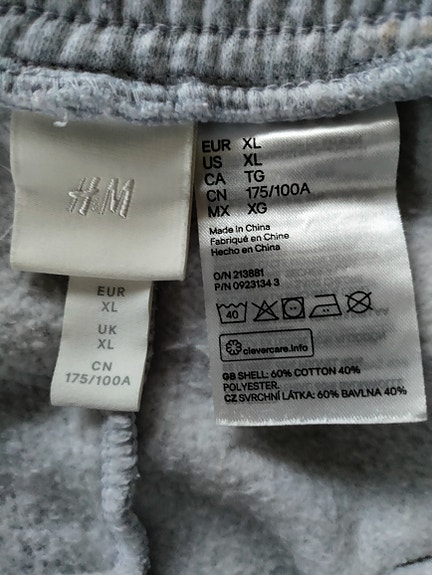 H&M
EUR
XL
UK
XL
CN
175/100A
EUR XL
US XL
CA TG
CN 175/100A
MX XG
Made in China
Fabriqué en Chine
Hecho en China
O/N 213881
P/N 0923134 3
40
clevercare.info
GB SHELL: 60% COTTON 40%
POLYESTER.
CZ SVRCHNÍ LÁTKA: 60% BAVLNA 40%